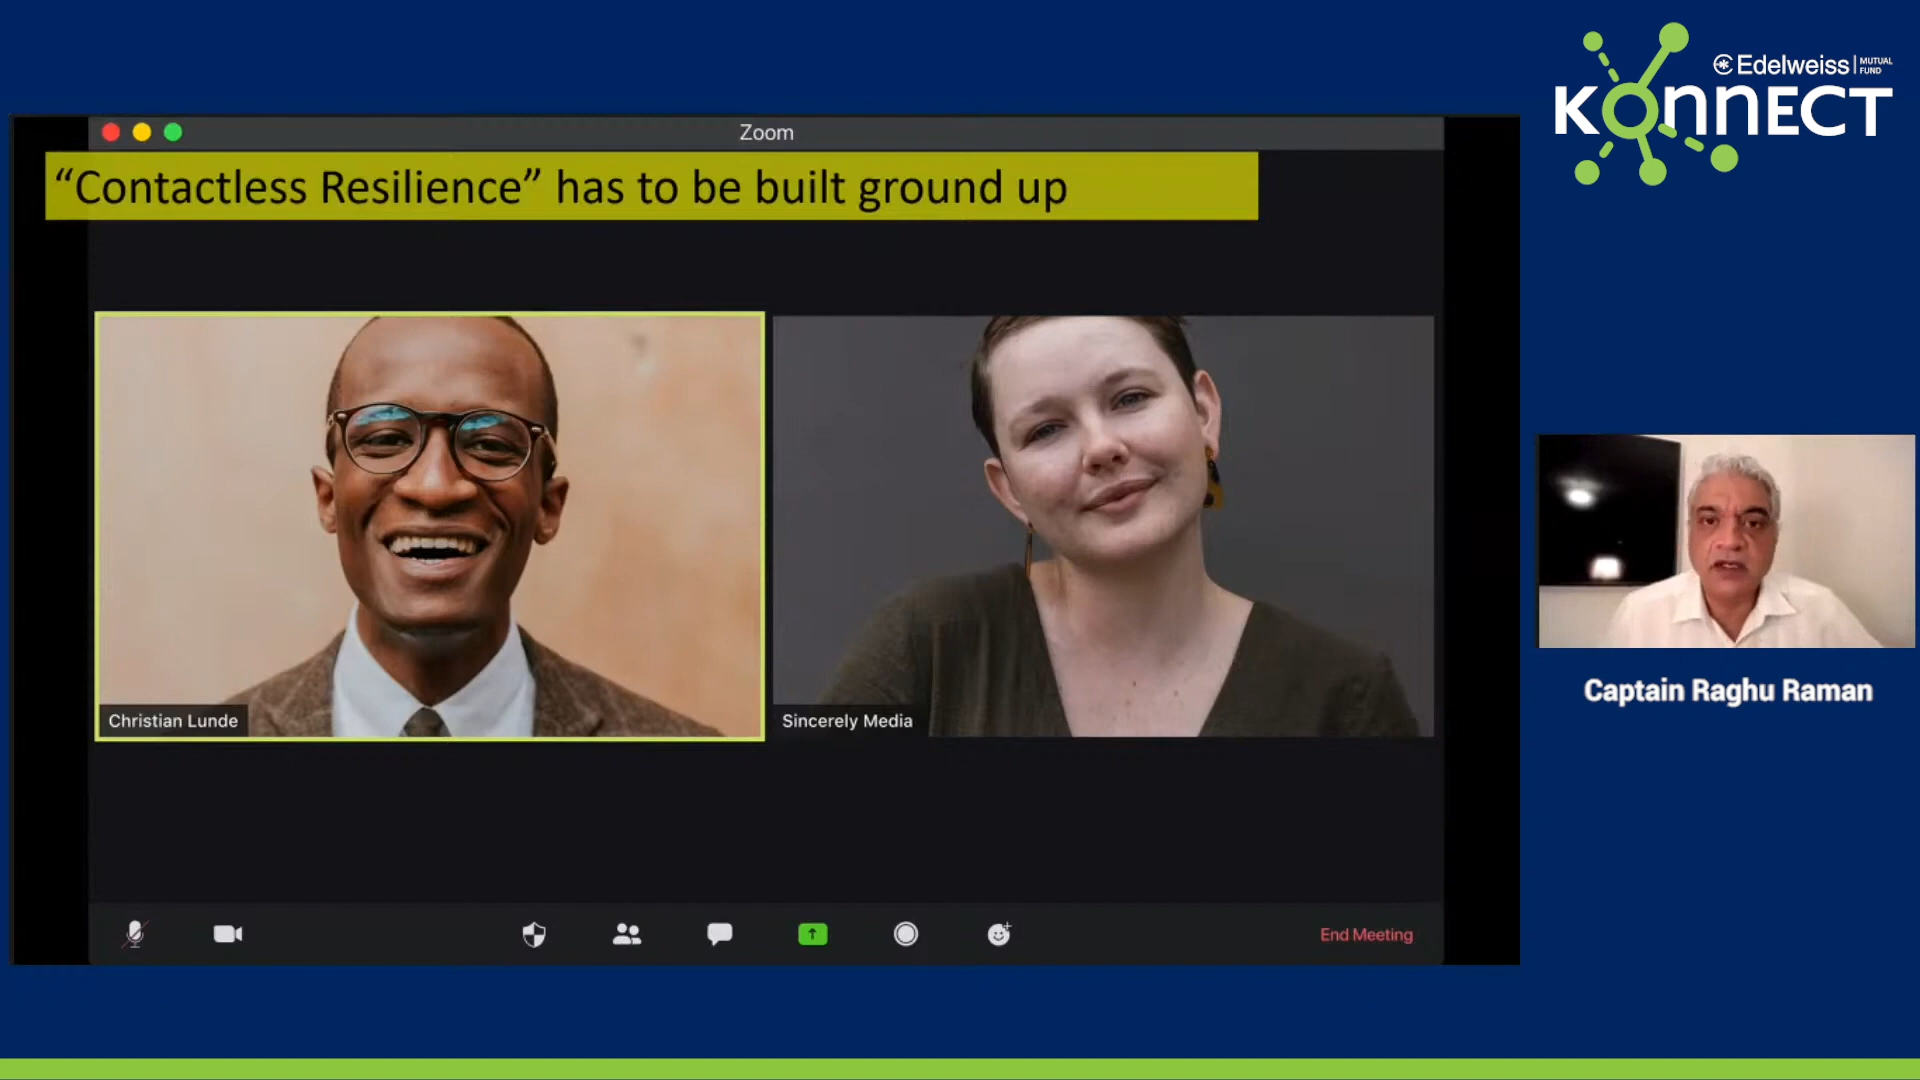 Edelweiss MUTUAL FUND
KONNECT
Zoom
“Contactless Resilience” has to be built ground up
Christian Lunde
Sincerely Media
Captain Raghu Raman
End Meeting